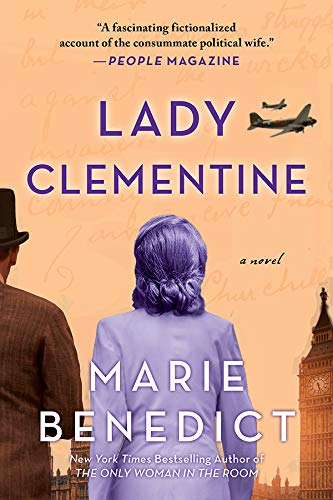 "A fascinating fictionalized
account of the consummate political wife."
—PEOPLE MAGAZINE
LADY
CLEMENTINE
a novel
Churchill
MARIE
BENEDICT
New York Times Bestselling Author of
THE ONLY WOMAN IN THE ROOM